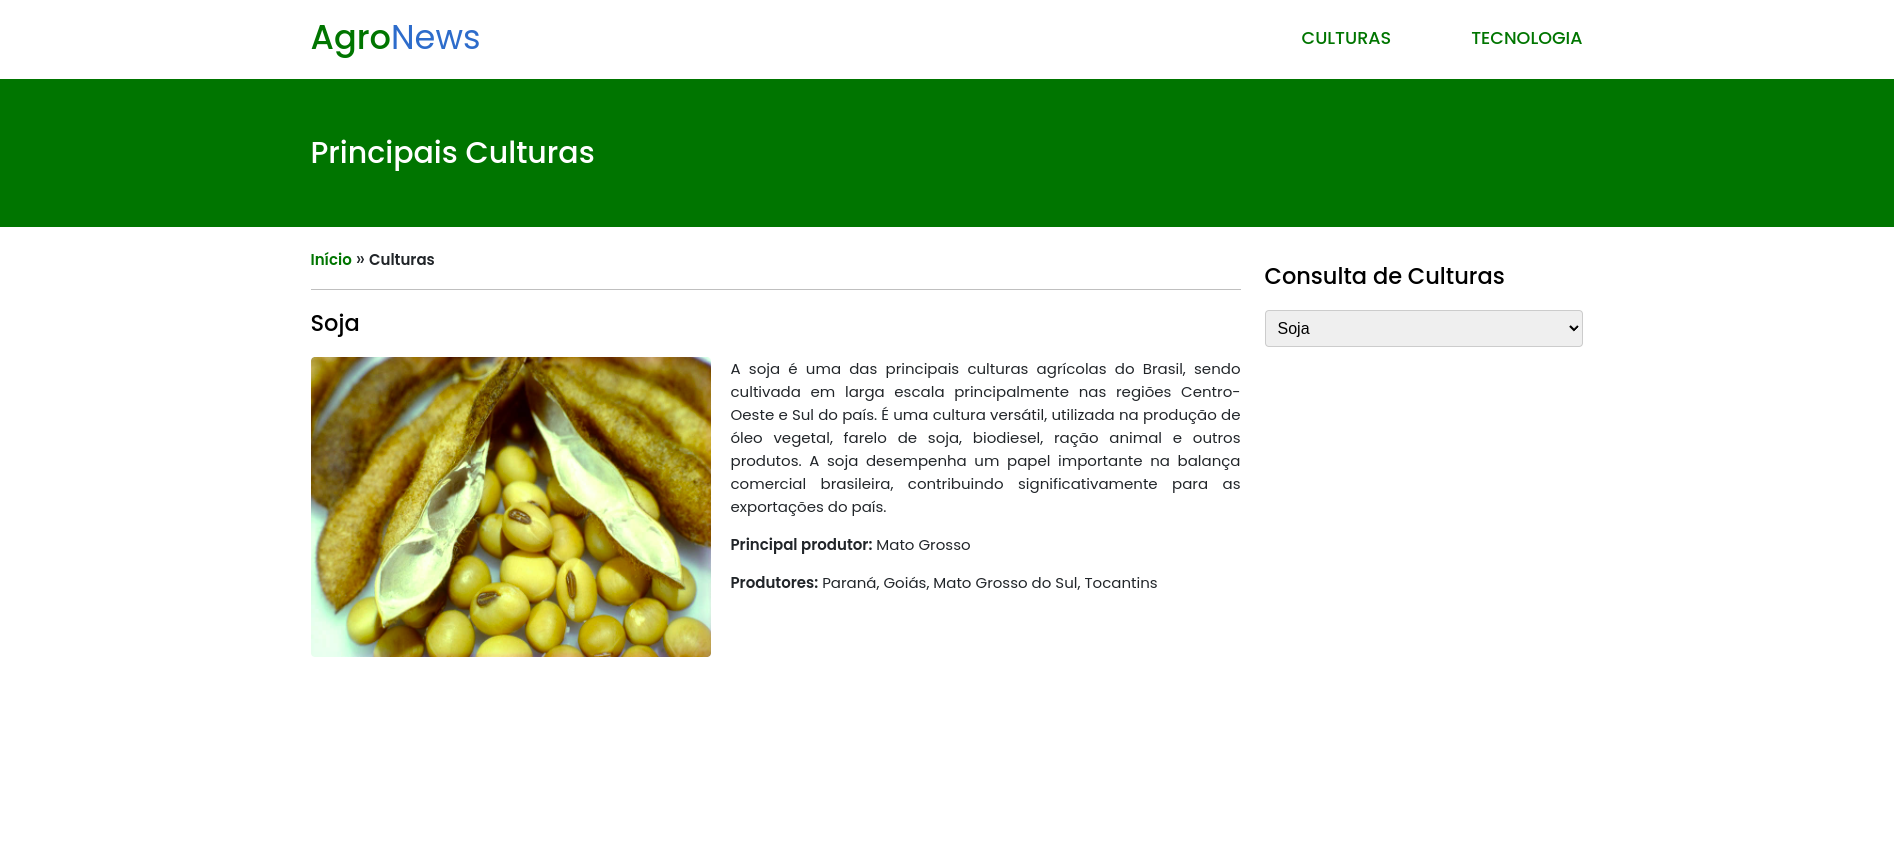 AgroNews
CULTURAS
TECNOLOGIA
Principais Culturas
Início » Culturas
Soja
A soja é uma das principais culturas agrícolas do Brasil, sendo
cultivada em larga escala principalmente nas regiões Centro-
Oeste e Sul do país. É uma cultura versátil, utilizada na produção de
óleo vegetal, farelo de soja, biodiesel, ração animal e outros
produtos. A soja desempenha um papel importante na balança
comercial brasileira, contribuindo significativamente para as
exportações do país.
Principal produtor: Mato Grosso
Produtores: Paraná, Goiás, Mato Grosso do Sul, Tocantins
Consulta de Culturas
Soja